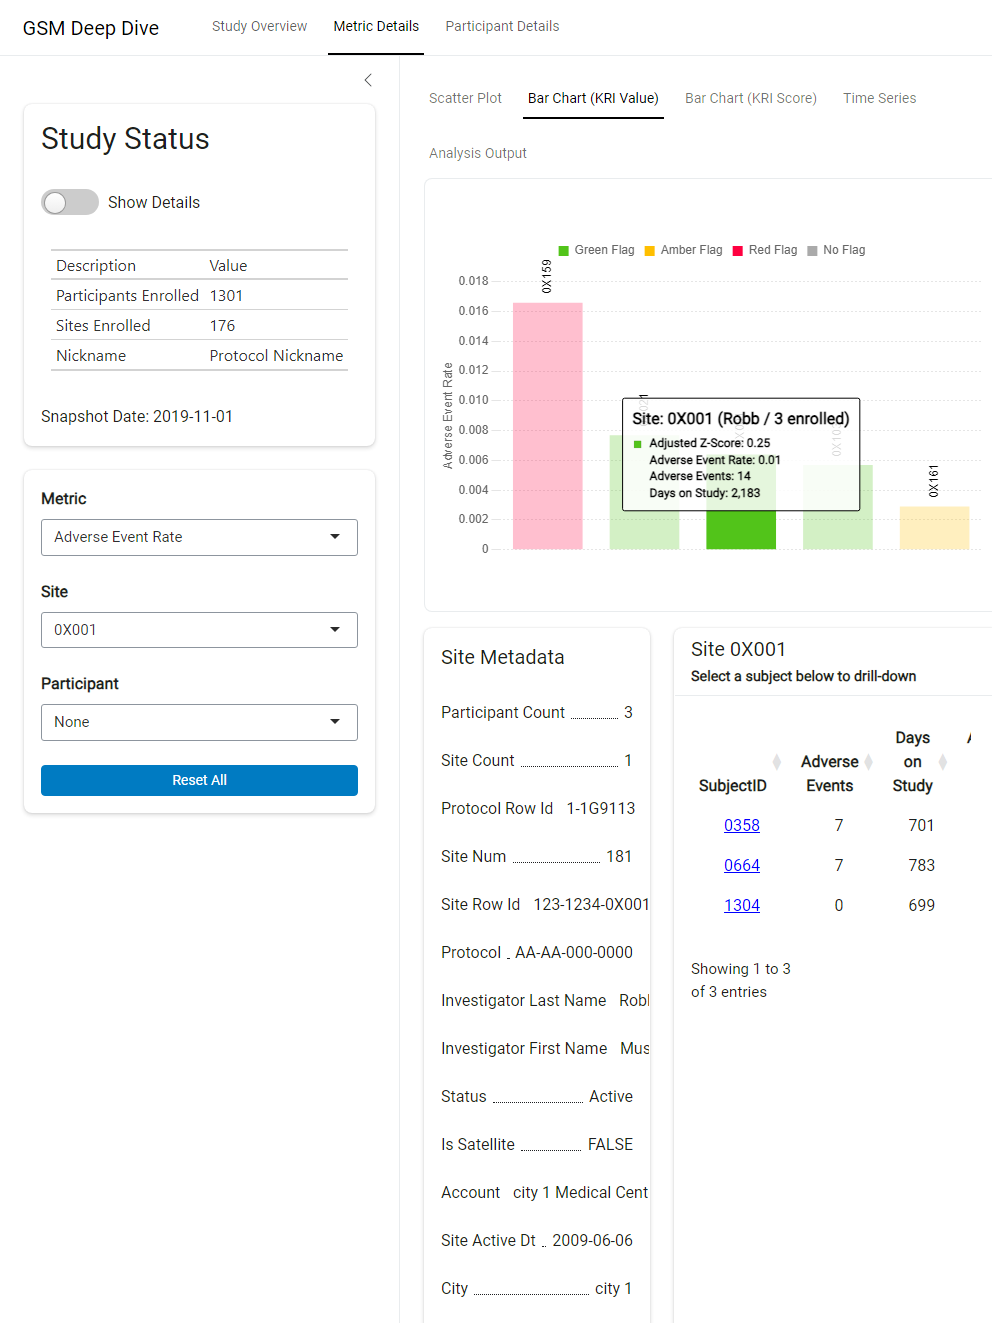 GSM Deep Dive
Study Overview
Metric Details
Participant Details
Study Status
Show Details
Description Value
Participants Enrolled 1301
Sites Enrolled 176
Nickname Protocol Nickname
Snapshot Date: 2019-11-01
Metric
Adverse Event Rate
Site
0X001
Participant
None
Reset All
Scatter Plot
Bar Chart (KRI Value)
Bar Chart (KRI Score)
Time Series
Analysis Output
Green Flag Amber Flag Red Flag No Flag
Adverse Event Rate
0.018
0.016
0.014
0.012
0.010
0.008
0.006
0.004
0.002
0
0X159
0X161
Site: 0X001 (Robb / 3 enrolled)
Adjusted Z-Score: 0.25
Adverse Event Rate: 0.01
Adverse Events: 14
Days on Study: 2,183
Site Metadata
Participant Count 3
Site Count 1
Protocol Row Id 1-1G9113
Site Num 181
Site Row Id 123-1234-0X001
Protocol AA-AA-000-0000
Investigator Last Name Robb
Investigator First Name Mus
Status Active
Is Satellite FALSE
Account city 1 Medical Cent
Site Active Dt 2009-06-06
City city 1
Site 0X001
Select a subject below to drill-down
SubjectID
Adverse
Events
Days
on
Study
0358 7 701
0664 7 783
1304 0 699
Showing 1 to 3
of 3 entries